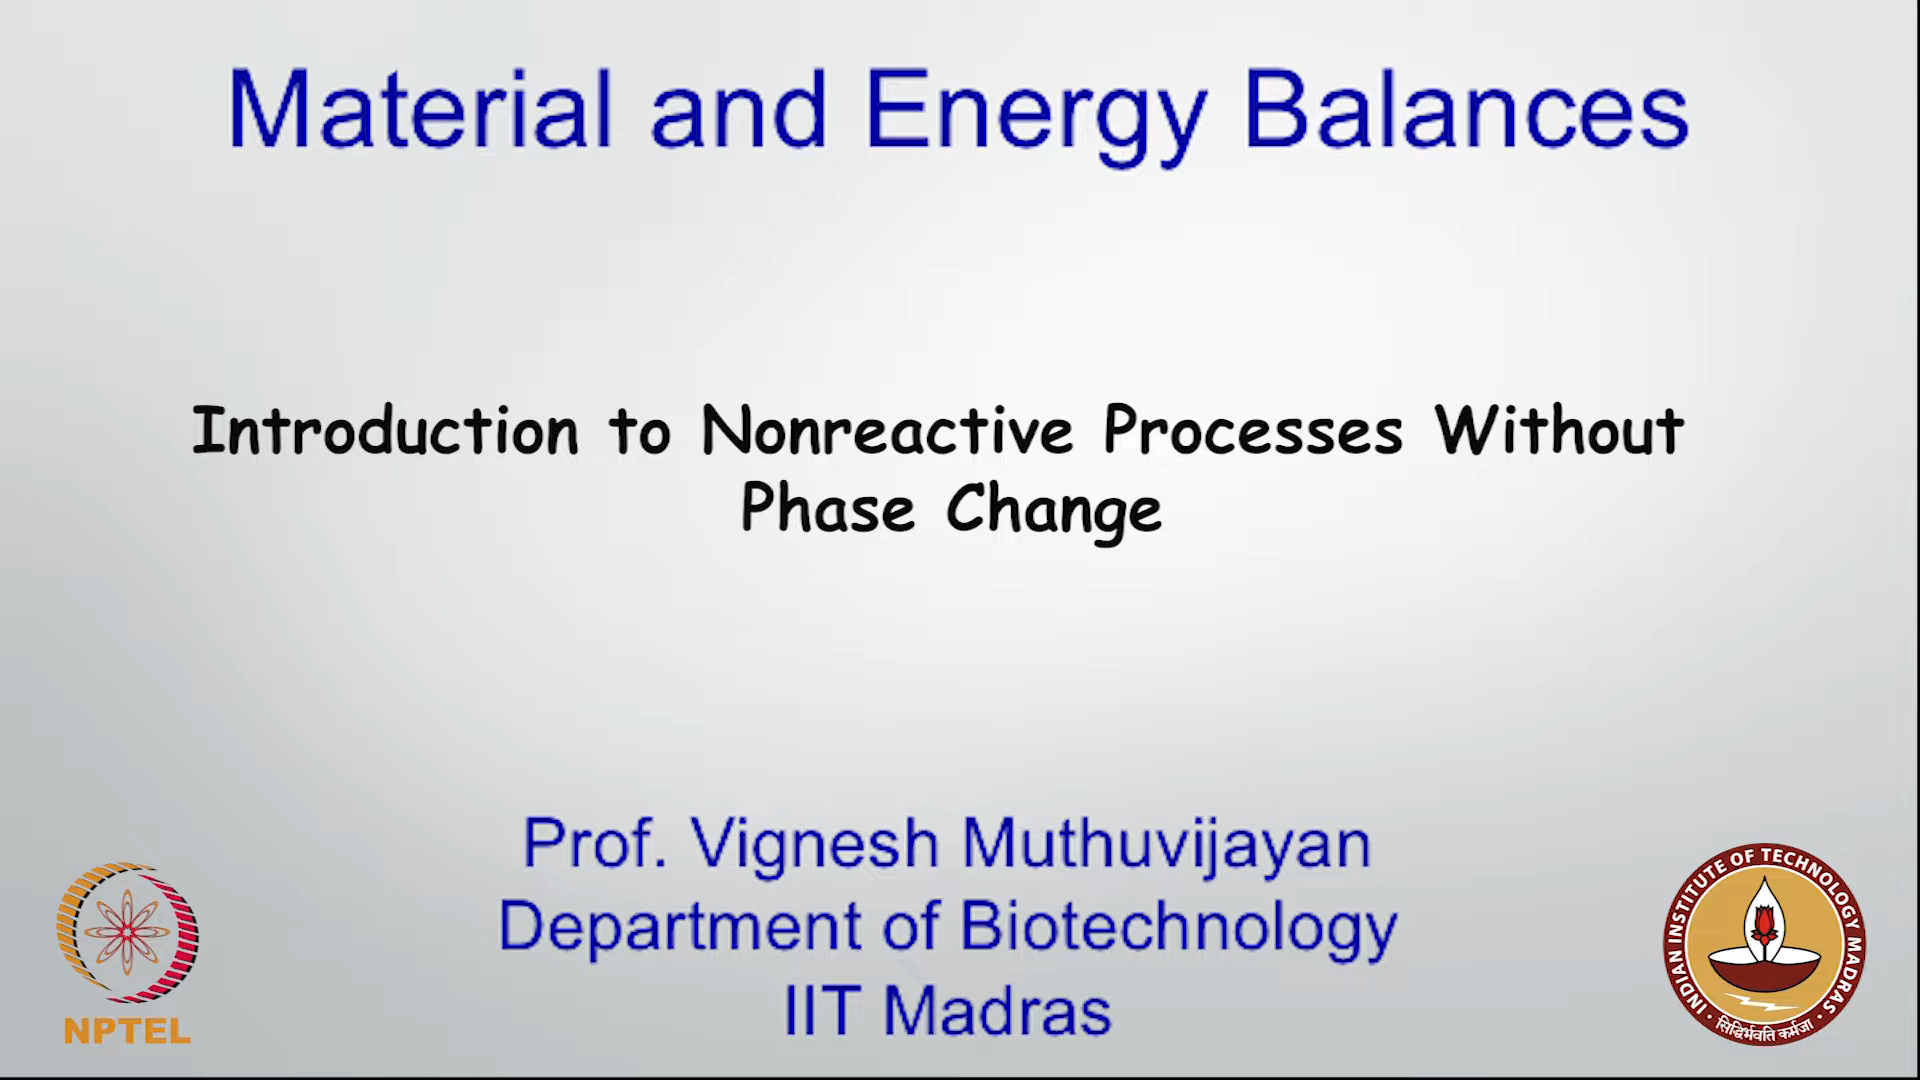 Material and Energy Balances
Introduction to Nonreactive Processes Without
Phase Change
Prof. Vignesh Muthuvijayan
Department of Biotechnology
IIT Madras
NPTEL
INDIAN INSTITUTE OF TECHNOLOGY MADRAS
सिद्धिर्भवति कर्मजा